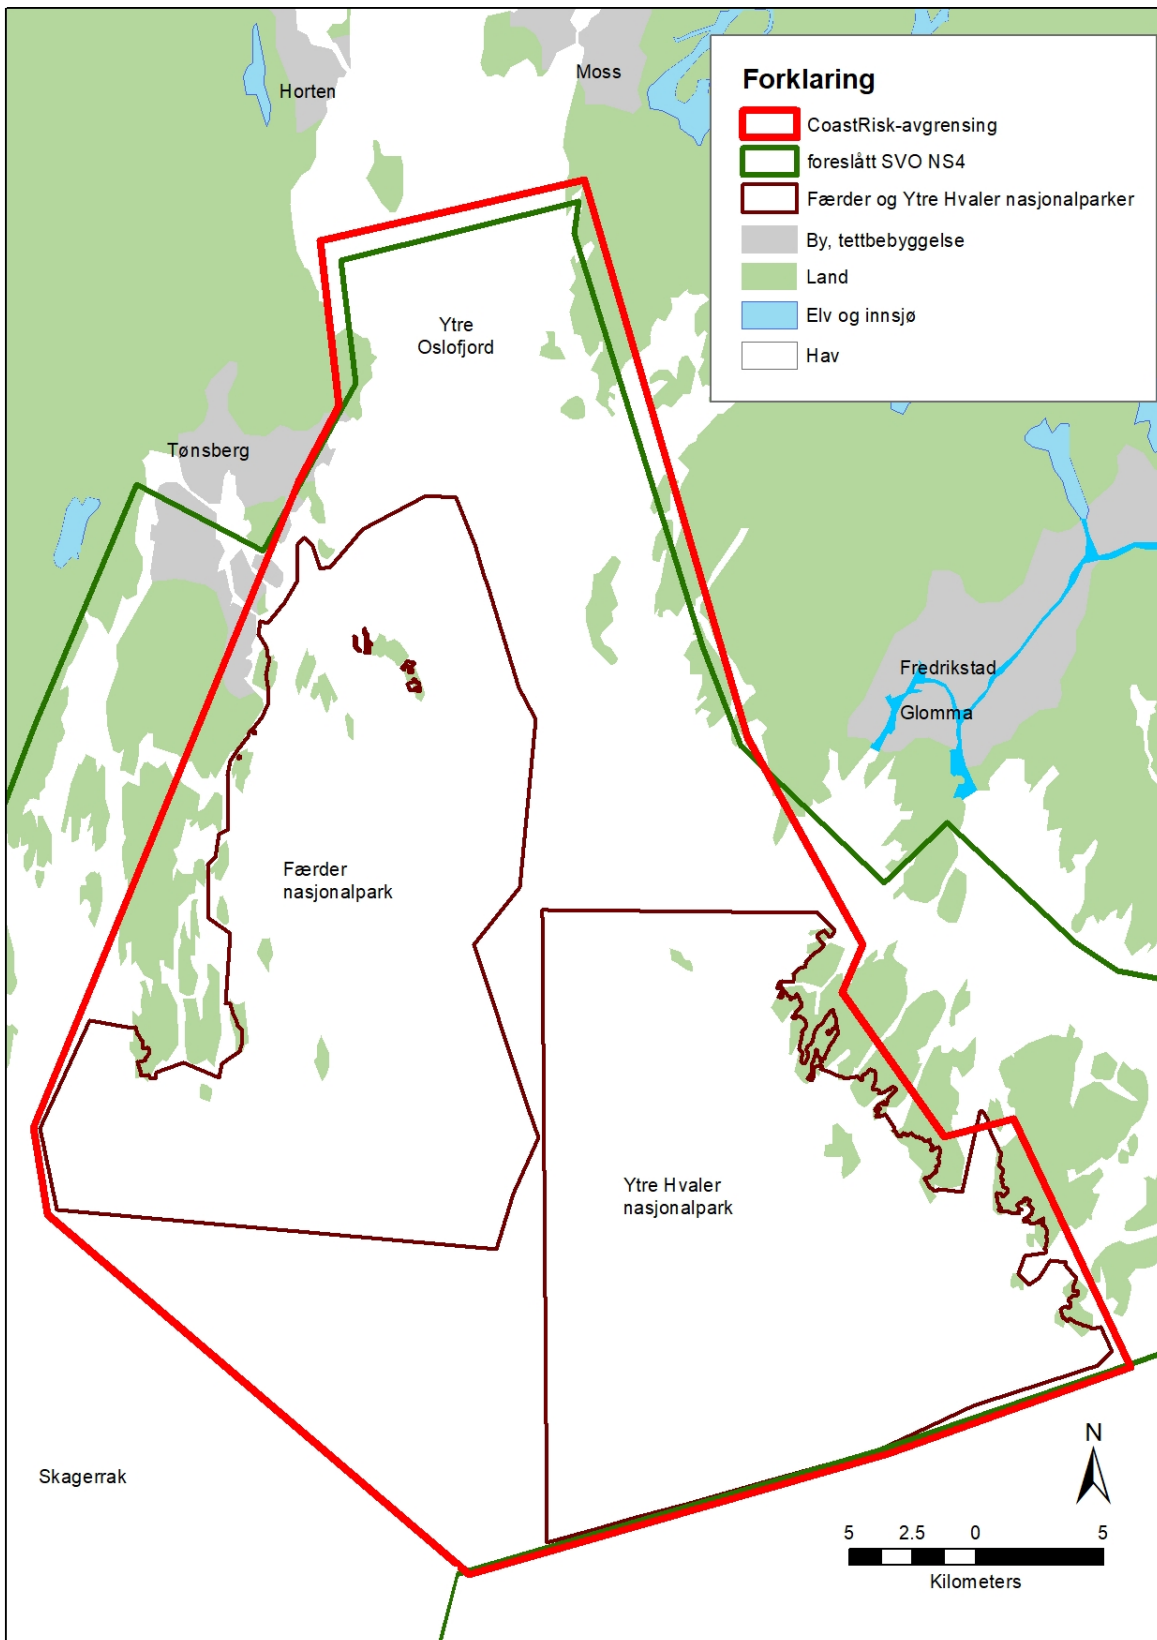 Horten
Moss
Forklaring
CoastRisk-avgrensing
foreslått SVO NS4
Færder og Ytre Hvaler nasjonalparker
By, tettbebyggelse
Land
Elv og innsjø
Hav
Ytre
Oslofjord
Tønsberg
Fredrikstad
Glomma
Færder
nasjonalpark
Ytre Hvaler
nasjonalpark
Skagerrak
N
5 2.5 0 5
Kilometers